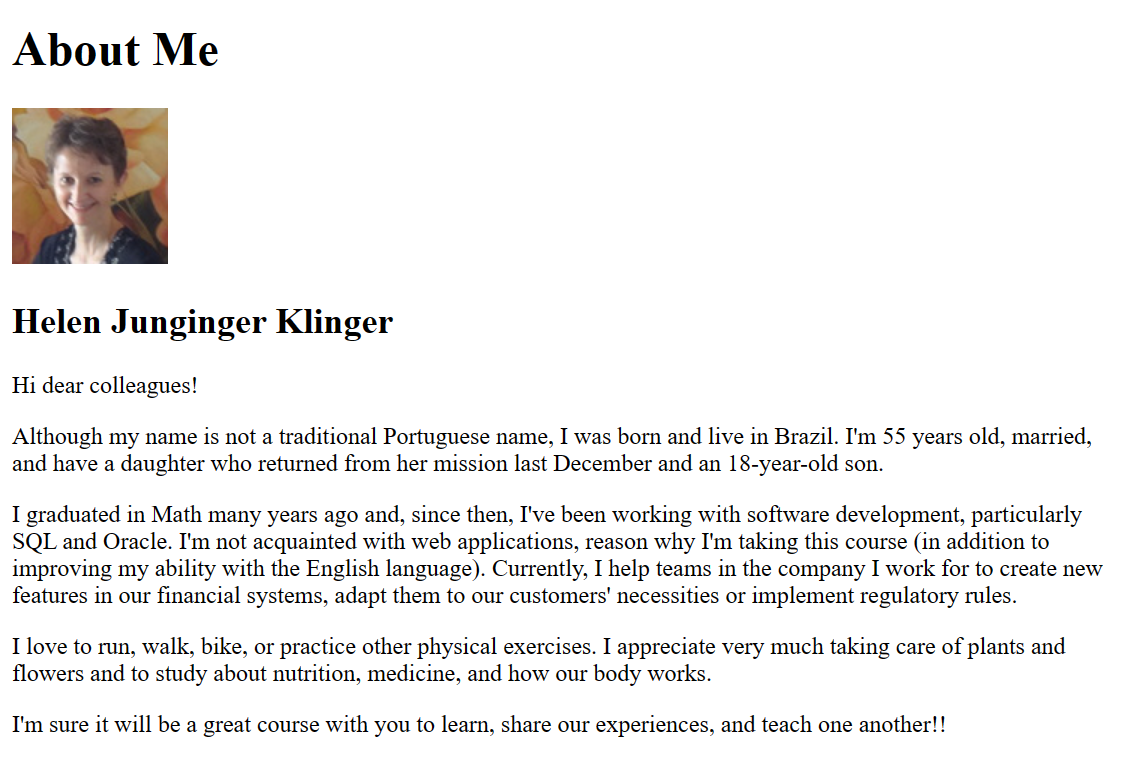 About Me
Helen Junginger Klinger
Hi dear colleagues!
Although my name is not a traditional Portuguese name, I was born and live in Brazil. I'm 55 years old, married,
and have a daughter who returned from her mission last December and an 18-year-old son.
I graduated in Math many years ago and, since then, I've been working with software development, particularly
SQL and Oracle. I'm not acquainted with web applications, reason why I'm taking this course (in addition to
improving my ability with the English language). Currently, I help teams in the company I work for to create new
features in our financial systems, adapt them to our customers' necessities or implement regulatory rules.
I love to run, walk, bike, or practice other physical exercises. I appreciate very much taking care of plants and
flowers and to study about nutrition, medicine, and how our body works.
I'm sure it will be a great course with you to learn, share our experiences, and teach one another!!